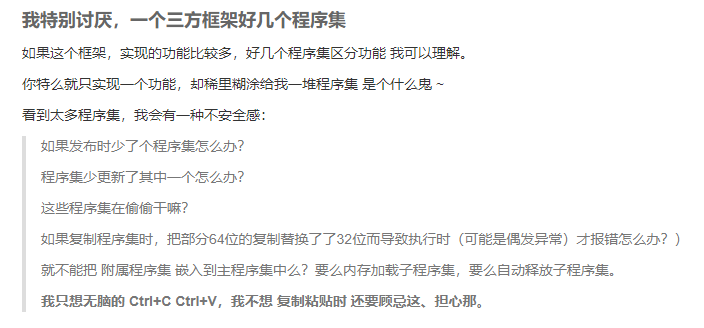 我特别讨厌，一个三方框架好几个程序集
如果这个框架，实现的功能比较多，好几个程序集区分功能 我可以理解。
你特么就只实现一个功能，却稀里糊涂给我一堆程序集 是个什么鬼 ~
看到太多程序集，我会有一种不安全感：
如果发布时少了个程序集怎么办？
程序集少更新了其中一个怎么办？
这些程序集在偷偷干嘛？
如果复制程序集时，把部分64位的复制替换了了32位而导致执行时（可能是偶发异常）才报错怎么办？）
就不能把 附属程序集 嵌入到主程序集中么？要么内存加载子程序集，要么自动释放子程序集。
我只想无脑的 Ctrl+C Ctrl+V，我不想 复制粘贴时 还要顾忌这、担心那。